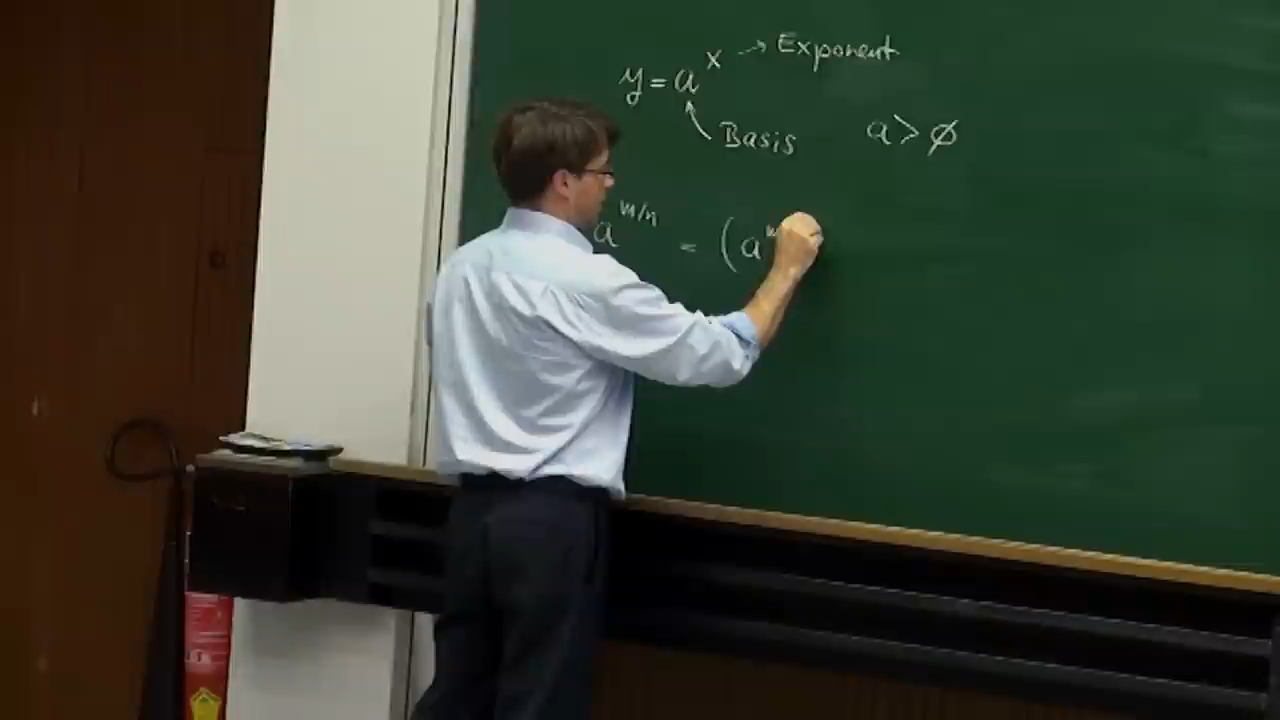 y = a^x → Exponent
Basis a > ∅
a^m/n = (a^m